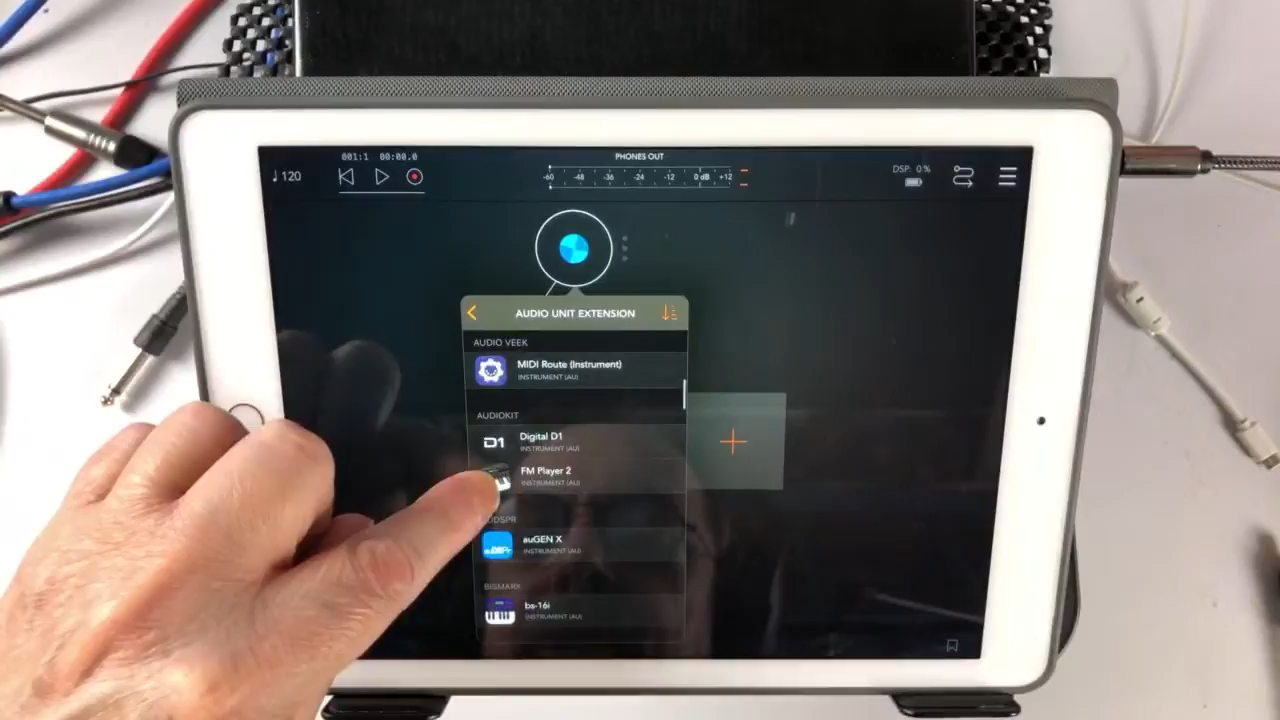 001:1 00:00.0
♩120
PHONES OUT
-60 -48 -36 -24 -12 0 dB +12
DSP: 0 %
AUDIO UNIT EXTENSION
AUDIO VEEK
MIDI Route (Instrument)
INSTRUMENT (AU)
AUDIOKIT
D1
Digital D1
INSTRUMENT (AU)
FM Player 2
INSTRUMENT (AU)
auGEN X
INSTRUMENT (AU)
BISMARK
bs-16i
INSTRUMENT (AU)